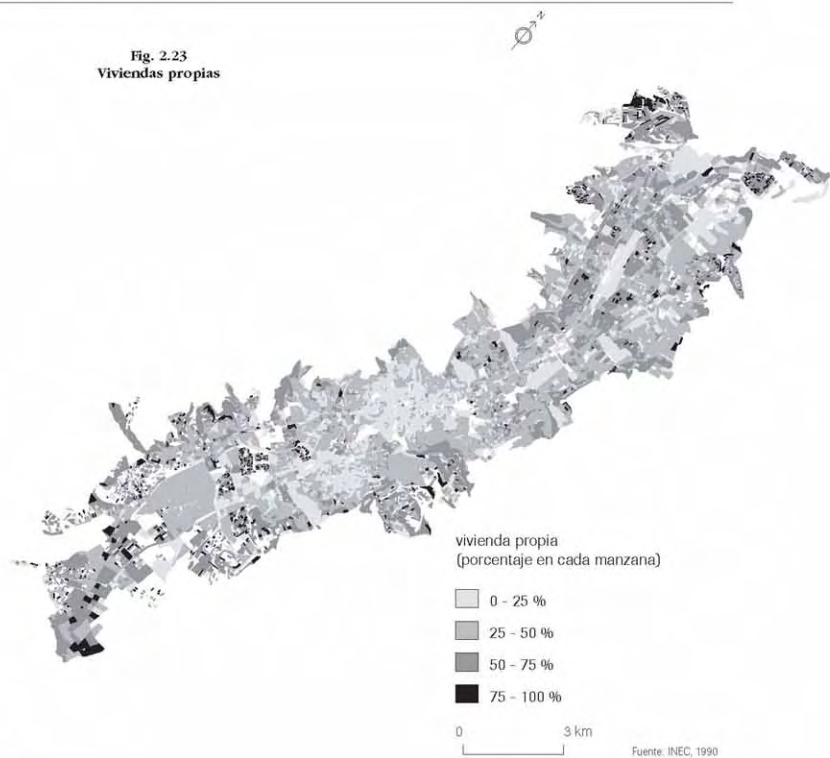 N
Fig. 2.23
Viviendas propias
vivienda propia
(porcentaje en cada manzana)
0 - 25 %
25 - 50 %
50 - 75 %
75 - 100 %
0 3 km
Fuente: INEC, 1990